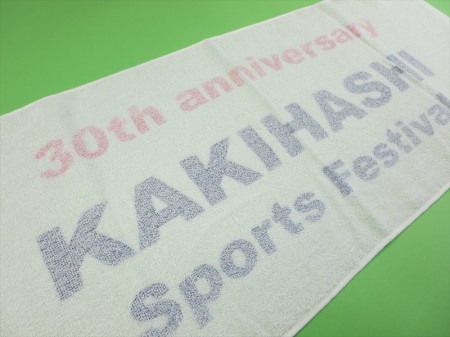 30th anniversary
KAKIHASHI
Sports Festival